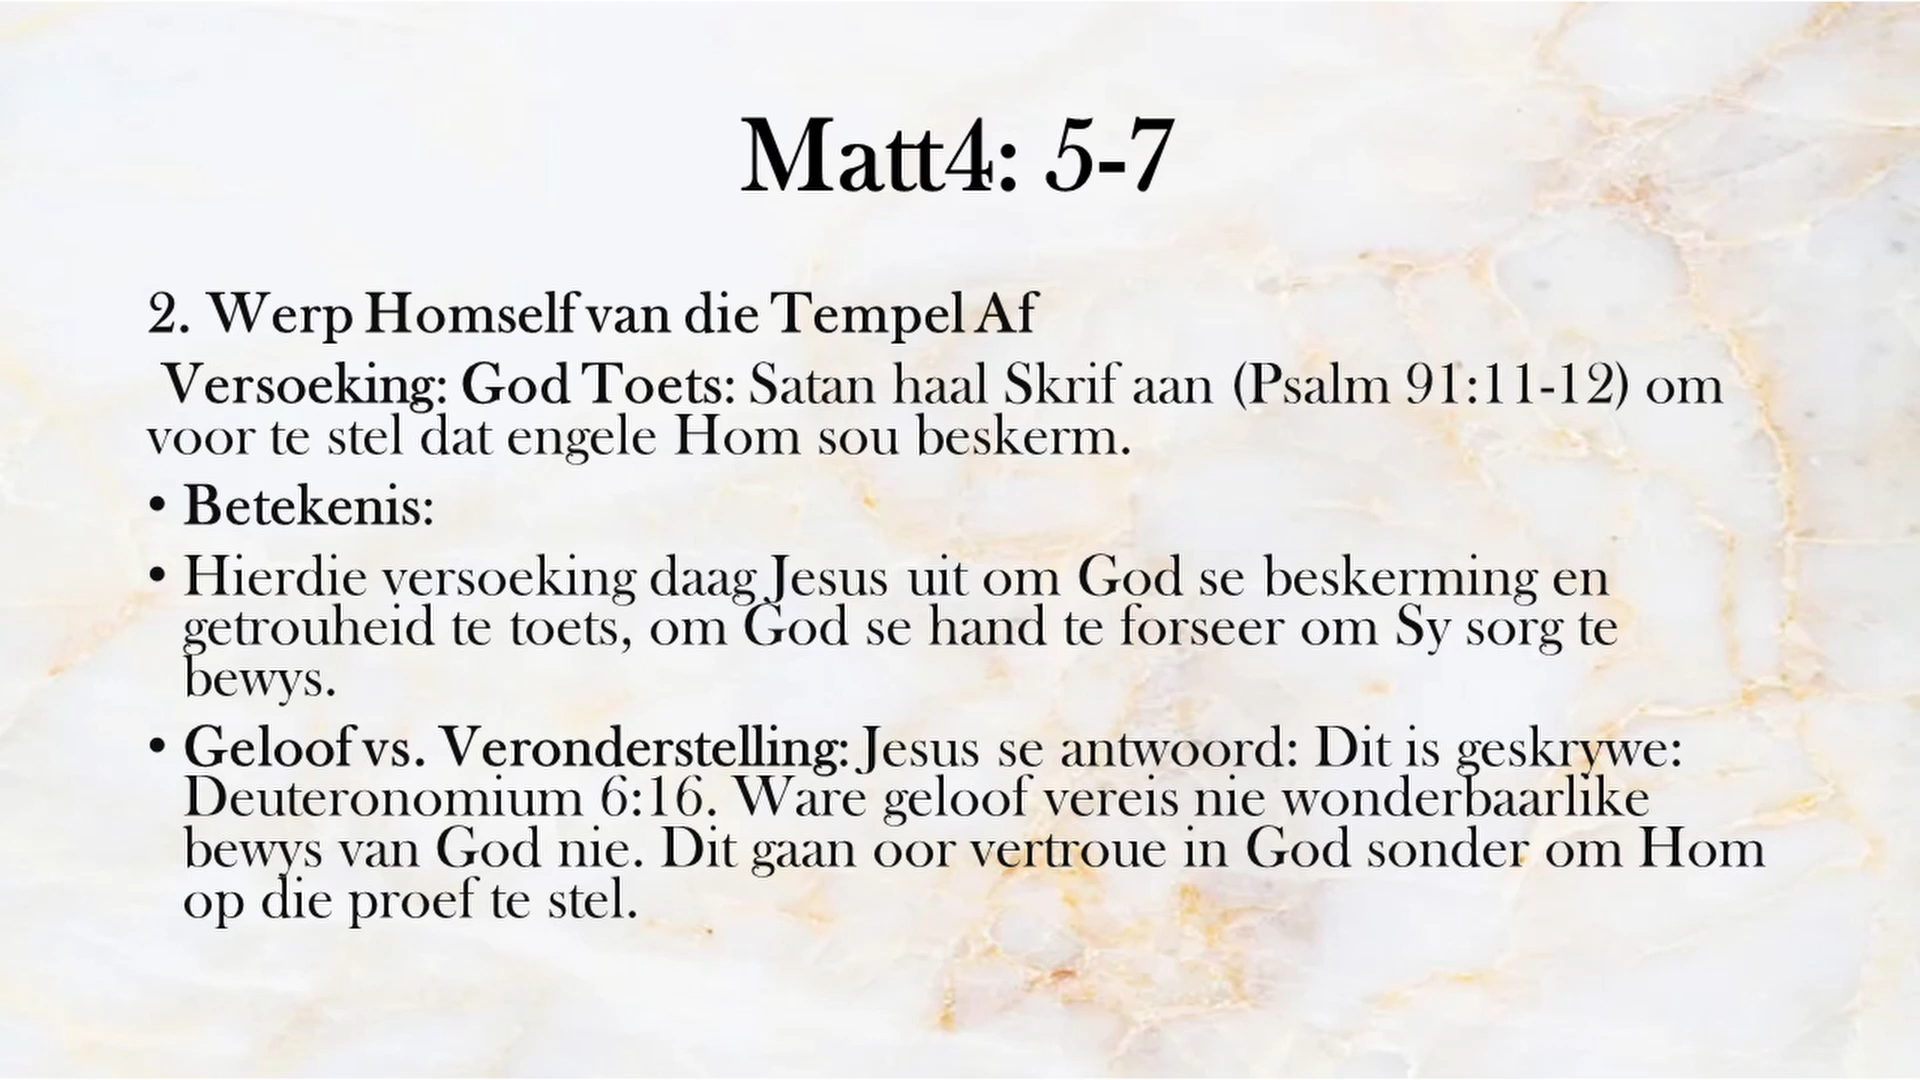 Matt4: 5-7
2. Werp Homself van die Tempel Af
Versoeking: God Toets: Satan haal Skrif aan (Psalm 91:11-12) om
voor te stel dat engele Hom sou beskerm.
• Betekenis:
• Hierdie versoeking daag Jesus uit om God se beskerming en
getrouheid te toets, om God se hand te forseer om Sy sorg te
bewys.
• Geloof vs. Veronderstelling: Jesus se antwoord: Dit is geskrywe:
Deuteronomium 6:16. Ware geloof vereis nie wonderbaarlike
bewys van God nie. Dit gaan oor vertroue in God sonder om Hom
op die proef te stel.